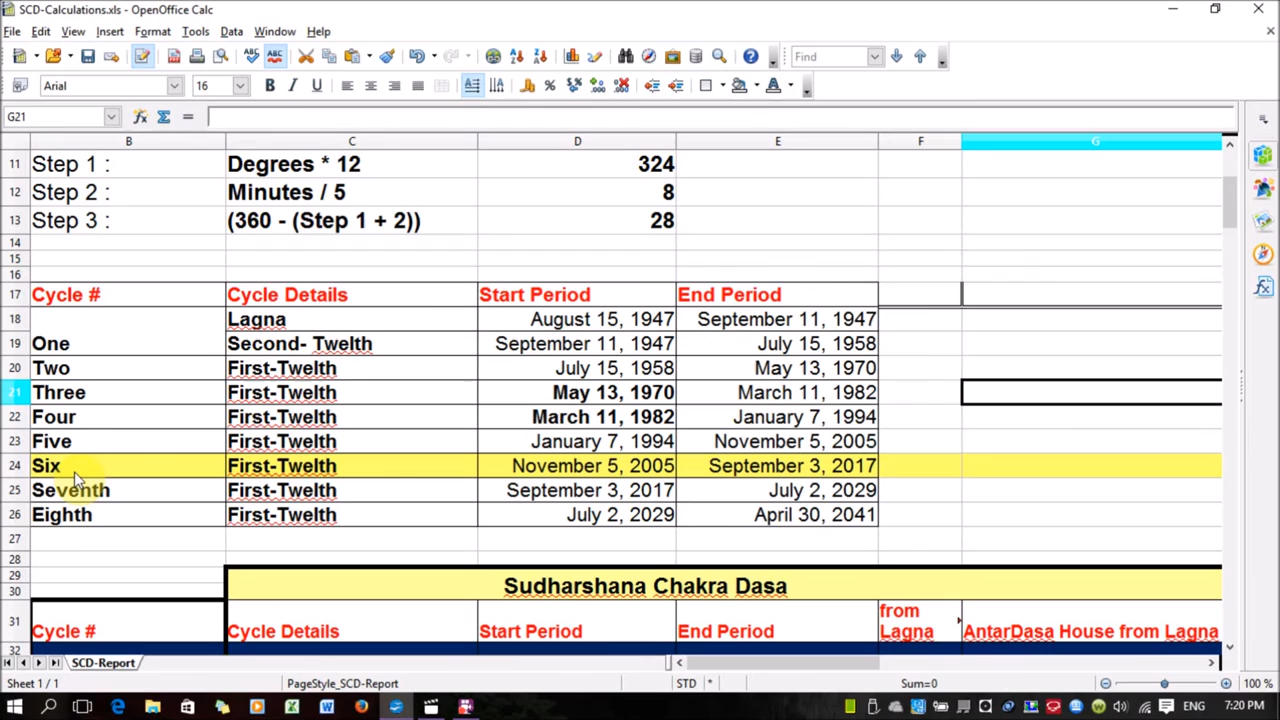 SCD-Calculations.xls - OpenOffice Calc
File Edit View Insert Format Tools Data Window Help
Find
Arial 16
G21
B C D E F G
11 Step 1 : Degrees * 12 324
12 Step 2 : Minutes / 5 8
13 Step 3 : (360 - (Step 1 + 2)) 28
14
15
16
17 Cycle # Cycle Details Start Period End Period
18 Lagna August 15, 1947 September 11, 1947
19 One Second- Twelth September 11, 1947 July 15, 1958
20 Two First-Twelth July 15, 1958 May 13, 1970
21 Three First-Twelth May 13, 1970 March 11, 1982
22 Four First-Twelth March 11, 1982 January 7, 1994
23 Five First-Twelth January 7, 1994 November 5, 2005
24 Six First-Twelth November 5, 2005 September 3, 2017
25 Seventh First-Twelth September 3, 2017 July 2, 2029
26 Eighth First-Twelth July 2, 2029 April 30, 2041
27
28
29
30 Sudharshana Chakra Dasa
from
31 Cycle # Cycle Details Start Period End Period Lagna AntarDasa House from Lagna
32
SCD-Report
Sheet 1 / 1 PageStyle_SCD-Report STD * Sum=0 100 %
ENG 7:20 PM